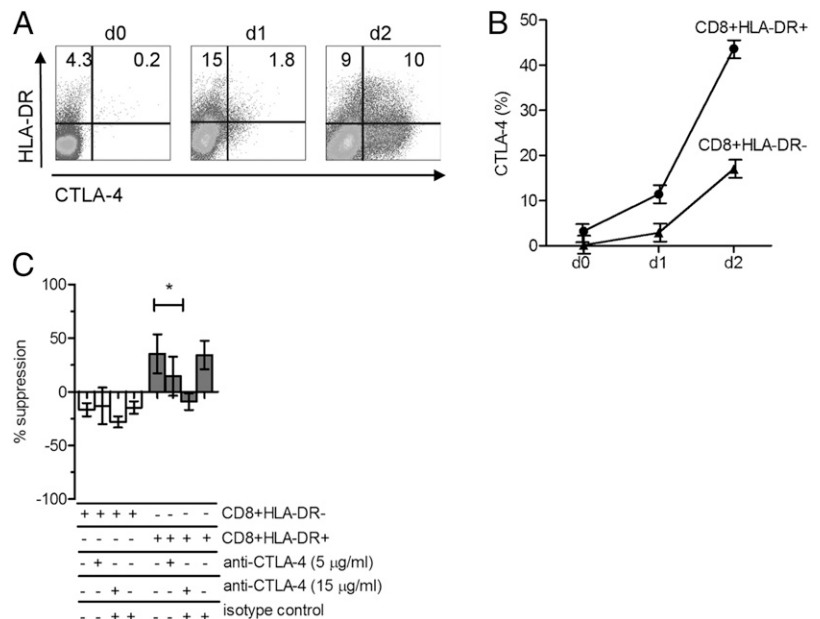 A
d0 d1 d2
4.3 0.2 15 1.8 9 10
HLA-DR
CTLA-4
B
50
40
30
20
10
0
CTLA-4 (%)
CD8+HLA-DR+
CD8+HLA-DR-
d0 d1 d2
C
100
50
0
-50
-100
% suppression
*
+ + + + - - - - CD8+HLA-DR-
- - - - + + + + CD8+HLA-DR+
- + - - - + - - anti-CTLA-4 (5 μg/ml)
- - + - - - + - anti-CTLA-4 (15 μg/ml)
- - + + - - + + isotype control